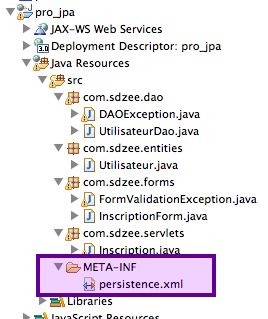 pro_jpa
JAX-WS Web Services
Deployment Descriptor: pro_jpa
Java Resources
src
com.sdzee.dao
DAOException.java
UtilisateurDao.java
com.sdzee.entities
Utilisateur.java
com.sdzee.forms
FormValidationException.java
InscriptionForm.java
com.sdzee.servlets
Inscription.java
META-INF
persistence.xml
Libraries
JavaScript Resources